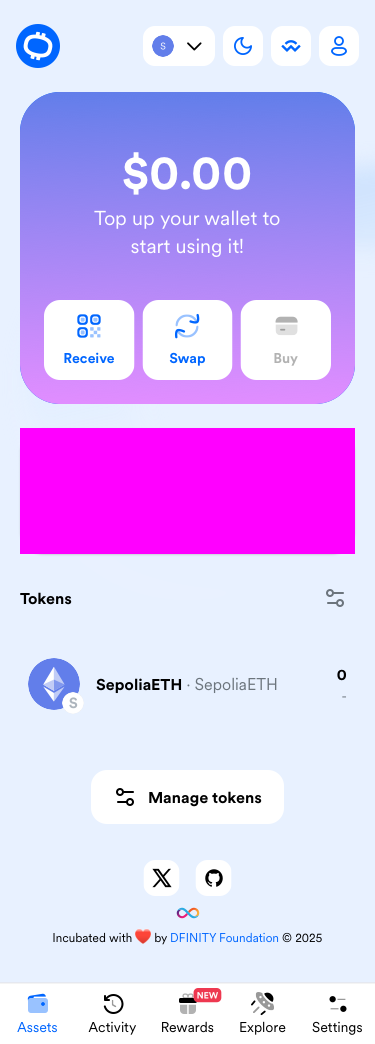 S
$0.00
Top up your wallet to
start using it!
Receive Swap Buy
Tokens
SepoliaETH · SepoliaETH 0
S -
Manage tokens
Incubated with ❤️ by DFINITY Foundation © 2025
NEW
Assets Activity Rewards Explore Settings